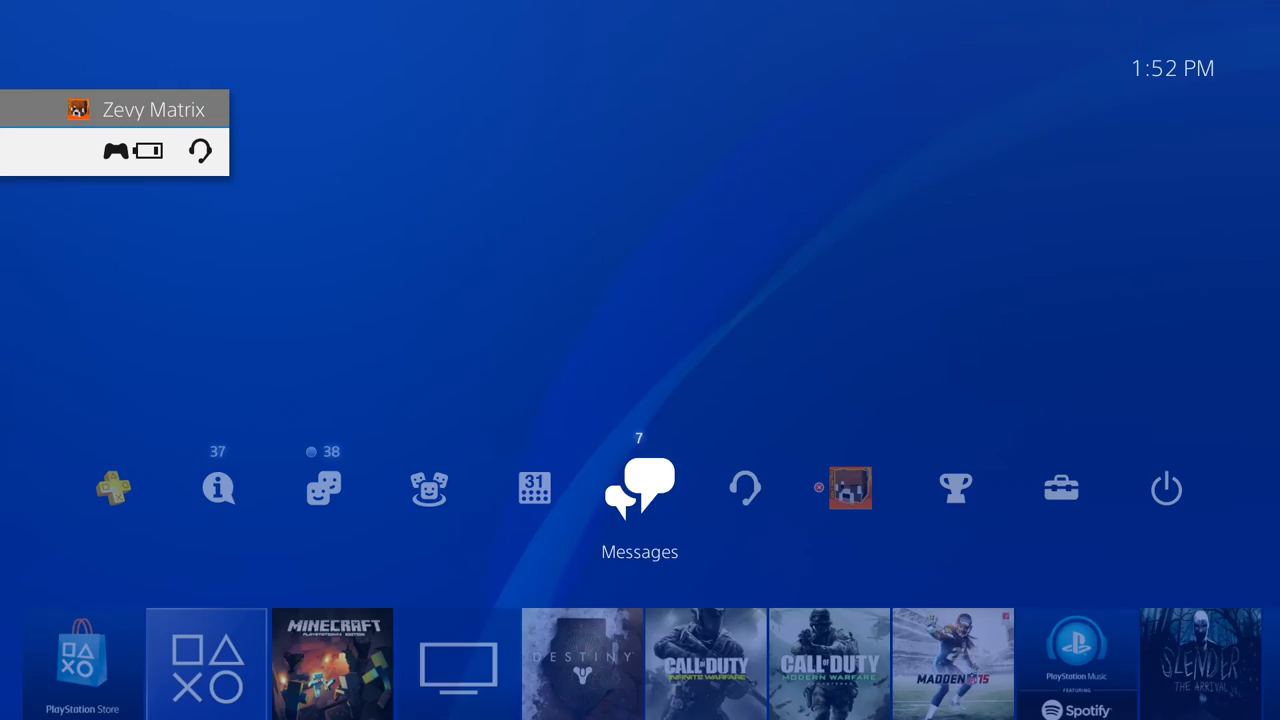 1:52 PM
Zevy Matrix
37
38
31
7
Messages
PlayStation Store
MINECRAFT
PLAYSTATION 4 EDITION
DESTINY
CALL OF DUTY
INFINITE WARFARE
CALL OF DUTY
MODERN WARFARE
MADDEN 15
PlayStation Music
FEATURING
Spotify
SLENDER
THE ARRIVAL